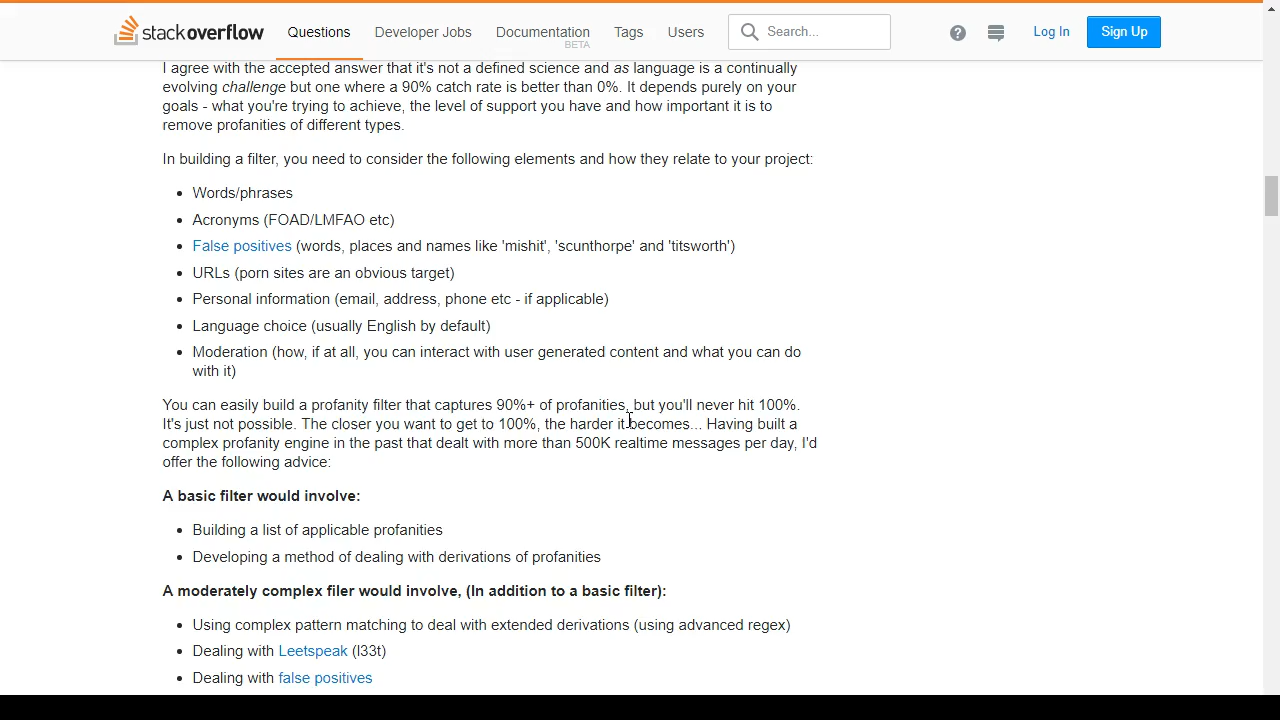 stackoverflow Questions Developer Jobs Documentation Tags Users Search... ? Log In Sign Up
BETA
I agree with the accepted answer that it's not a defined science and as language is a continually
evolving challenge but one where a 90% catch rate is better than 0%. It depends purely on your
goals - what you're trying to achieve, the level of support you have and how important it is to
remove profanities of different types.
In building a filter, you need to consider the following elements and how they relate to your project:
• Words/phrases
• Acronyms (FOAD/LMFAO etc)
• False positives (words, places and names like 'mishit', 'scunthorpe' and 'titsworth')
• URLs (porn sites are an obvious target)
• Personal information (email, address, phone etc - if applicable)
• Language choice (usually English by default)
• Moderation (how, if at all, you can interact with user generated content and what you can do
with it)
You can easily build a profanity filter that captures 90%+ of profanities, but you'll never hit 100%.
It's just not possible. The closer you want to get to 100%, the harder it becomes... Having built a
complex profanity engine in the past that dealt with more than 500K realtime messages per day, I'd
offer the following advice:
A basic filter would involve:
• Building a list of applicable profanities
• Developing a method of dealing with derivations of profanities
A moderately complex filer would involve, (In addition to a basic filter):
• Using complex pattern matching to deal with extended derivations (using advanced regex)
• Dealing with Leetspeak (l33t)
• Dealing with false positives